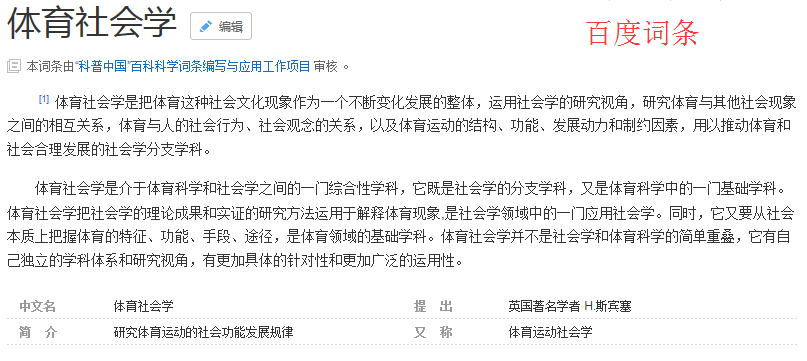 体育社会学 编辑
百度词条
本词条由“科普中国”百科科学词条编写与应用工作项目 审核 。
[1] 体育社会学是把体育这种社会文化现象作为一个不断变化发展的整体，运用社会学的研究视角，研究体育与其他社会现象
之间的相互关系，体育与人的社会行为、社会观念的关系，以及体育运动的结构、功能、发展动力和制约因素，用以推动体育和
社会合理发展的社会学分支学科。
体育社会学是介于体育科学和社会学之间的一门综合性学科，它既是社会学的分支学科，又是体育科学中的一门基础学科。
体育社会学把社会学的理论成果和实证的研究方法运用于解释体育现象,是社会学领域中的一门应用社会学。同时，它又要从社会
本质上把握体育的特征、功能、手段、途径，是体育领域的基础学科。体育社会学并不是社会学和体育科学的简单重叠，它有自
己独立的学科体系和研究视角，有更加具体的针对性和更加广泛的运用性。
中文名 体育社会学 提 出 英国著名学者 H.斯宾塞
简 介 研究体育运动的社会功能发展规律 又 称 体育运动社会学